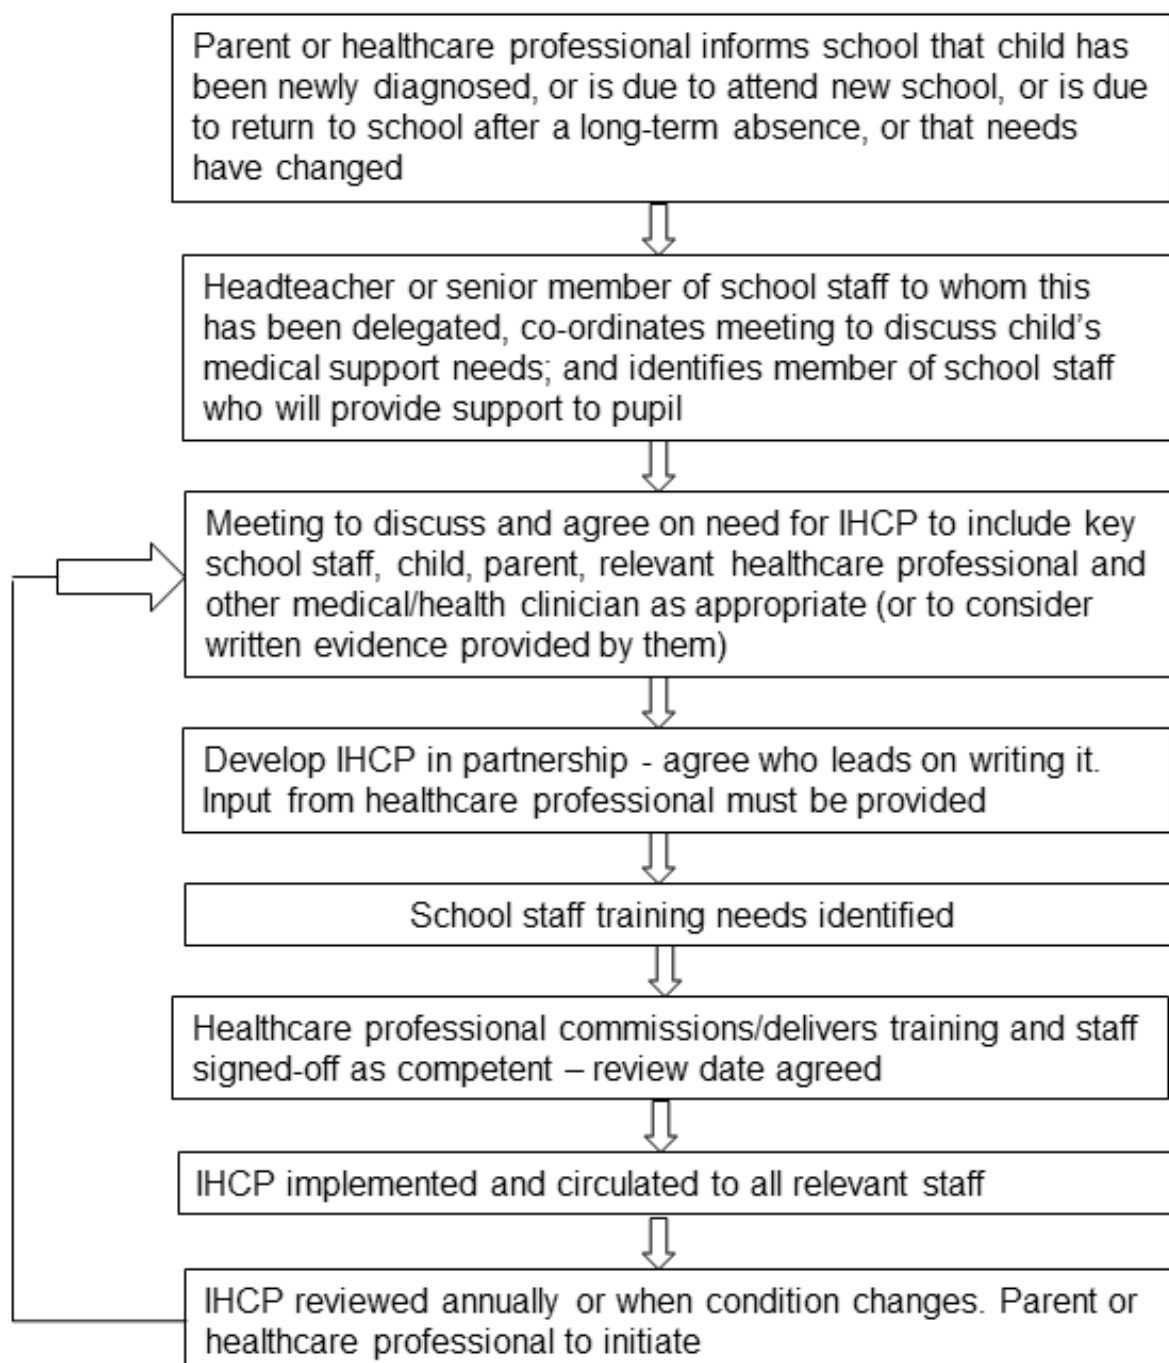 Parent or healthcare professional informs school that child has
been newly diagnosed, or is due to attend new school, or is due
to return to school after a long-term absence, or that needs
have changed
Headteacher or senior member of school staff to whom this
has been delegated, co-ordinates meeting to discuss child's
medical support needs; and identifies member of school staff
who will provide support to pupil
Meeting to discuss and agree on need for IHCP to include key
school staff, child, parent, relevant healthcare professional and
other medical/health clinician as appropriate (or to consider
written evidence provided by them)
Develop IHCP in partnership - agree who leads on writing it.
Input from healthcare professional must be provided
School staff training needs identified
Healthcare professional commissions/delivers training and staff
signed-off as competent – review date agreed
IHCP implemented and circulated to all relevant staff
IHCP reviewed annually or when condition changes. Parent or
healthcare professional to initiate